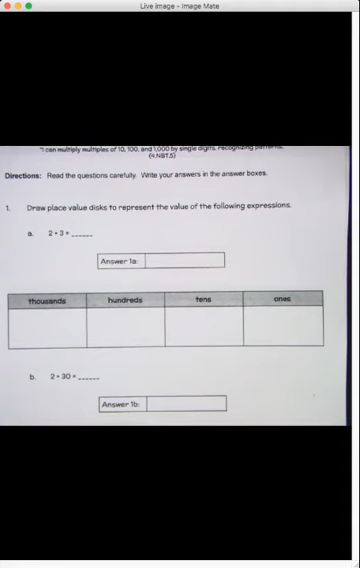 Live image - Image Mate
"I can multiply multiples of 10, 100, and 1,000 by single digits, recognizing patterns.
(4.NBT.5)
Directions: Read the questions carefully. Write your answers in the answer boxes.
1. Draw place value disks to represent the value of the following expressions.
a. 2 • 3 = ______
Answer 1a:
thousands hundreds tens ones
b. 2 • 30 = ______
Answer 1b: